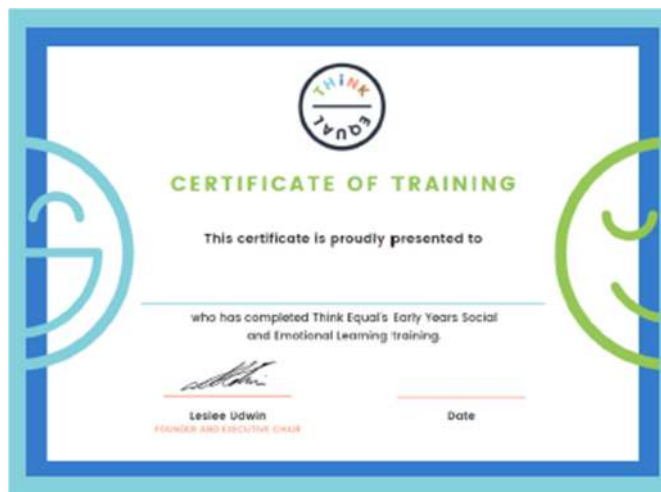 THINK
EQUAL
CERTIFICATE OF TRAINING
This certificate is proudly presented to
who has completed Think Equal's Early Years Social
and Emotional Learning training.
Leslee Udwin
FOUNDER AND EXECUTIVE CHAIR
Date